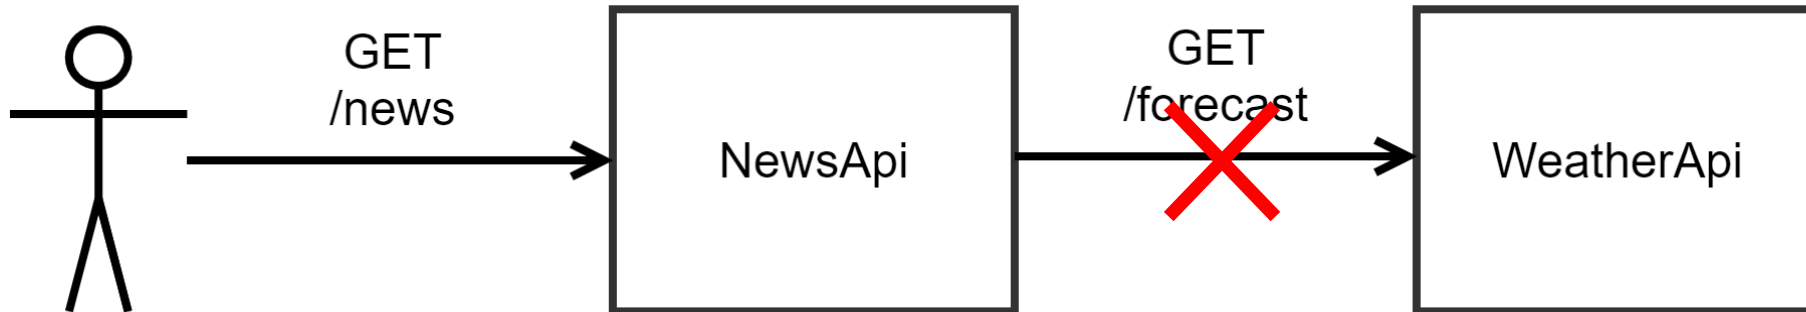 GET
/news
NewsApi
GET
/forecast
WeatherApi